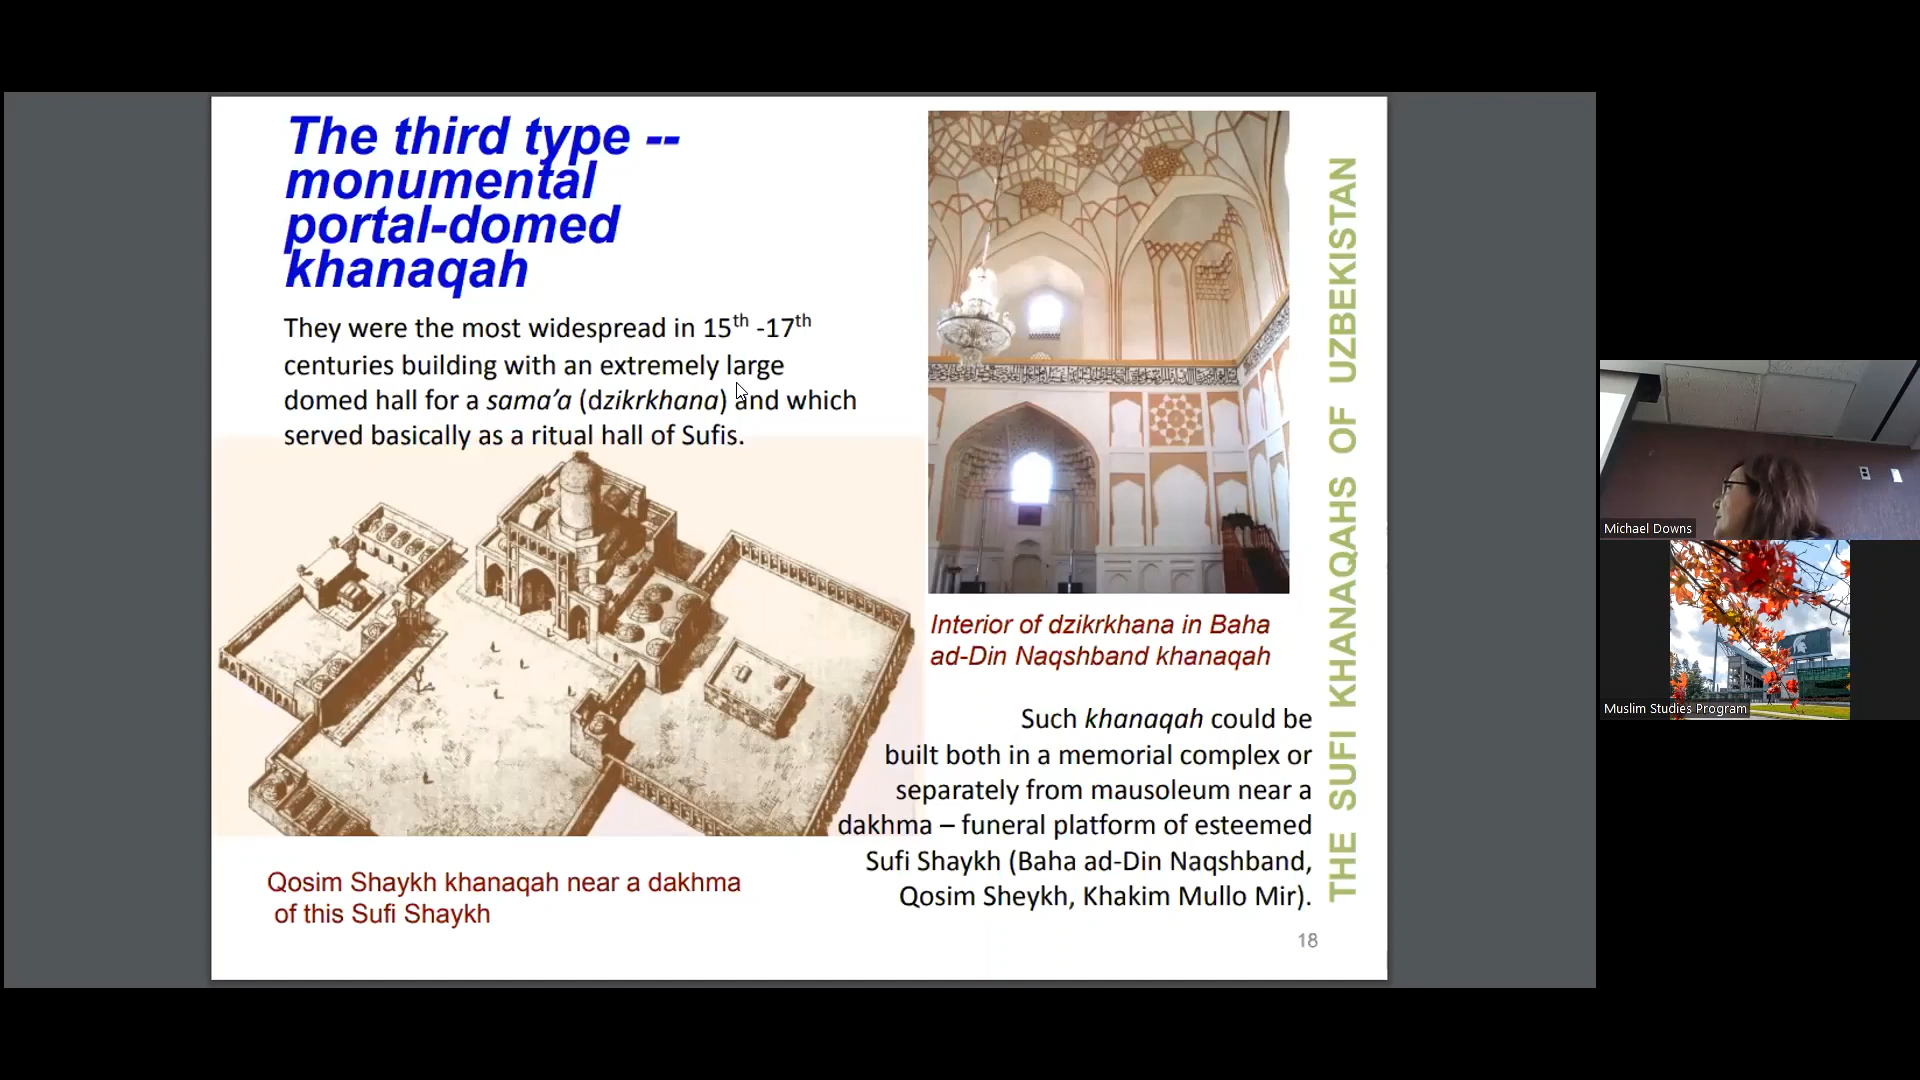 The third type --
monumental
portal-domed
khanaqah
They were the most widespread in 15th -17th
centuries building with an extremely large
domed hall for a sama’a (dzikrkhana) and which
served basically as a ritual hall of Sufis.
Qosim Shaykh khanaqah near a dakhma
of this Sufi Shaykh
Interior of dzikrkhana in Baha
ad-Din Naqshband khanaqah
Such khanaqah could be
built both in a memorial complex or
separately from mausoleum near a
dakhma – funeral platform of esteemed
Sufi Shaykh (Baha ad-Din Naqshband,
Qosim Sheykh, Khakim Mullo Mir).
18
THE SUFI KHANAQAHS OF UZBEKISTAN
Michael Downs
Muslim Studies Program